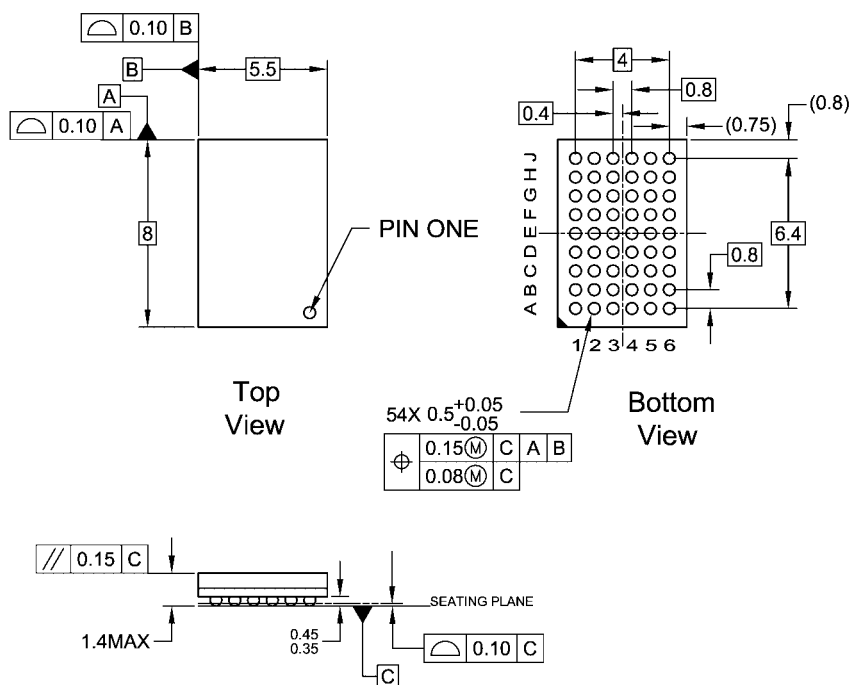 0.10 B
B
5.5
A
0.10 A
8
PIN ONE
Top
View
4
0.8
0.4
(0.75)
(0.8)
J
H
G
F
E
D
C
B
A
6.4
0.8
1 2 3 4 5 6
54X 0.5 +0.05
-0.05
0.15 Ⓜ C A B
0.08 Ⓜ C
Bottom
View
// 0.15 C
1.4MAX
0.45
0.35
SEATING PLANE
0.10 C
C